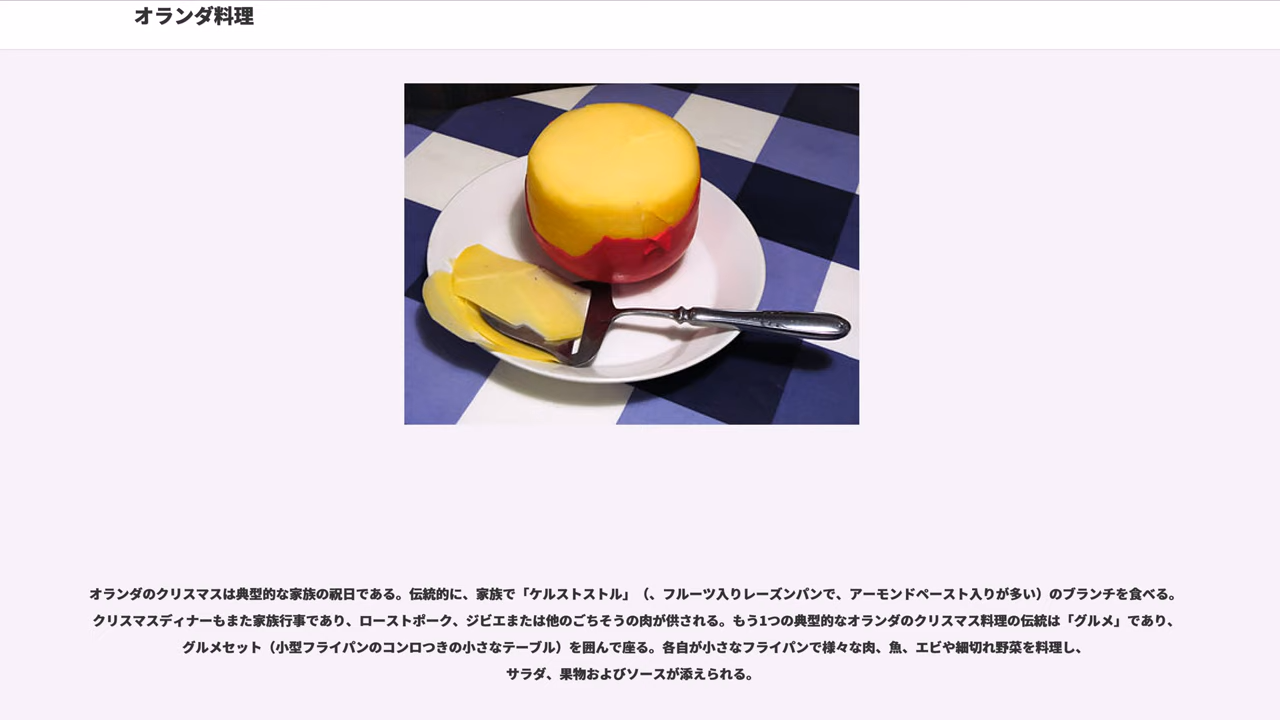 オランダ料理
オランダのクリスマスは典型的な家族の祝日である。伝統的に、家族で「ケルストストル」（、フルーツ入りレーズンパンで、アーモンドペースト入りが多い）のブランチを食べる。
クリスマスディナーもまた家族行事であり、ローストポーク、ジビエまたは他のごちそうの肉が供される。もう1つの典型的なオランダのクリスマス料理の伝統は「グルメ」であり、
グルメセット（小型フライパンのコンロつきの小さなテーブル）を囲んで座る。各自が小さなフライパンで様々な肉、魚、エビや細切れ野菜を料理し、
サラダ、果物およびソースが添えられる。